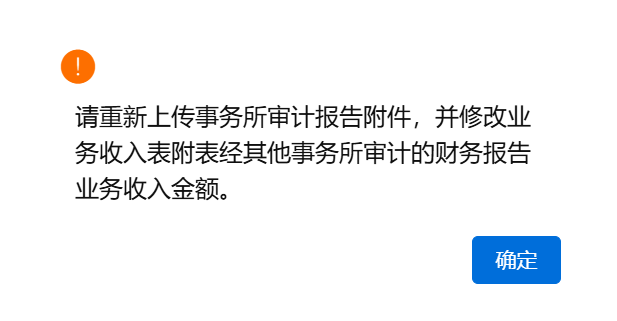 !
请重新上传事务所审计报告附件，并修改业
务收入表附表经其他事务所审计的财务报告
业务收入金额。
确定